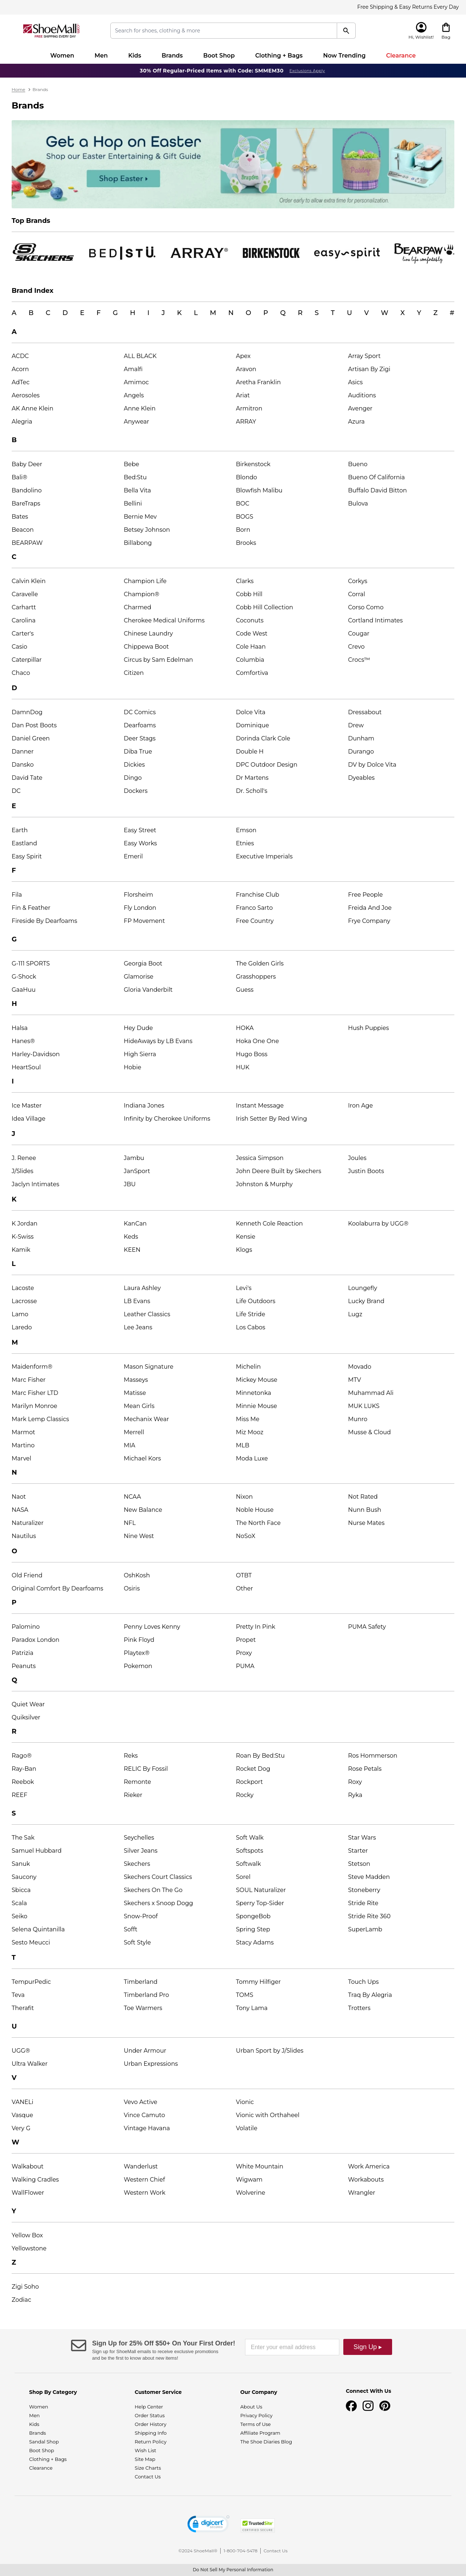 Free Shipping & Easy Returns Every Day
ShoeMall
FREE SHIPPING EVERY DAY
Search for shoes, clothing & more
Hi, Wishlist!
Bag
Women Men Kids Brands Boot Shop Clothing + Bags Now Trending Clearance
30% Off Regular-Priced Items with Code: SMMEM30 Exclusions Apply
Home > Brands
Brands
Get a Hop on Easter
Shop our Easter Entertaining & Gift Guide
Shop Easter
Order early to allow extra time for personalization.
Top Brands
SKECHERS BED|STÜ. ARRAY® BIRKENSTOCK easy spirit BEARPAW
live life comfortably
Brand Index
A B C D E F G H I J K L M N O P Q R S T U V W X Y Z #
A
ACDC ALL BLACK Apex Array Sport
Acorn Amalfi Aravon Artisan By Zigi
AdTec Amimoc Aretha Franklin Asics
Aerosoles Angels Ariat Auditions
AK Anne Klein Anne Klein Armitron Avenger
Alegria Anywear ARRAY Azura
B
Baby Deer Bebe Birkenstock Bueno
Bali® Bed:Stu Blondo Bueno Of California
Bandolino Bella Vita Blowfish Malibu Buffalo David Bitton
BareTraps Bellini BOC Bulova
Bates Bernie Mev BOGS
Beacon Betsey Johnson Born
BEARPAW Billabong Brooks
C
Calvin Klein Champion Life Clarks Corkys
Caravelle Champion® Cobb Hill Corral
Carhartt Charmed Cobb Hill Collection Corso Como
Carolina Cherokee Medical Uniforms Coconuts Cortland Intimates
Carter's Chinese Laundry Code West Cougar
Casio Chippewa Boot Cole Haan Crevo
Caterpillar Circus by Sam Edelman Columbia Crocs™
Chaco Citizen Comfortiva
D
DamnDog DC Comics Dolce Vita Dressabout
Dan Post Boots Dearfoams Dominique Drew
Daniel Green Deer Stags Dorinda Clark Cole Dunham
Danner Diba True Double H Durango
Dansko Dickies DPC Outdoor Design DV by Dolce Vita
David Tate Dingo Dr Martens Dyeables
DC Dockers Dr. Scholl's
E
Earth Easy Street Emson
Eastland Easy Works Etnies
Easy Spirit Emeril Executive Imperials
F
Fila Florsheim Franchise Club Free People
Fin & Feather Fly London Franco Sarto Freida And Joe
Fireside By Dearfoams FP Movement Free Country Frye Company
G
G-111 SPORTS Georgia Boot The Golden Girls
G-Shock Glamorise Grasshoppers
GaaHuu Gloria Vanderbilt Guess
H
Halsa Hey Dude HOKA Hush Puppies
Hanes® HideAways by LB Evans Hoka One One
Harley-Davidson High Sierra Hugo Boss
HeartSoul Hobie HUK
I
Ice Master Indiana Jones Instant Message Iron Age
Idea Village Infinity by Cherokee Uniforms Irish Setter By Red Wing
J
J. Renee Jambu Jessica Simpson Joules
J/Slides JanSport John Deere Built by Skechers Justin Boots
Jaclyn Intimates JBU Johnston & Murphy
K
K Jordan KanCan Kenneth Cole Reaction Koolaburra by UGG®
K-Swiss Keds Kensie
Kamik KEEN Klogs
L
Lacoste Laura Ashley Levi's Loungefly
Lacrosse LB Evans Life Outdoors Lucky Brand
Lamo Leather Classics Life Stride Lugz
Laredo Lee Jeans Los Cabos
M
Maidenform® Mason Signature Michelin Movado
Marc Fisher Masseys Mickey Mouse MTV
Marc Fisher LTD Matisse Minnetonka Muhammad Ali
Marilyn Monroe Mean Girls Minnie Mouse MUK LUKS
Mark Lemp Classics Mechanix Wear Miss Me Munro
Marmot Merrell Miz Mooz Musse & Cloud
Martino MIA MLB
Marvel Michael Kors Moda Luxe
N
Naot NCAA Nixon Not Rated
NASA New Balance Noble House Nunn Bush
Naturalizer NFL The North Face Nurse Mates
Nautilus Nine West NoSoX
O
Old Friend OshKosh OTBT
Original Comfort By Dearfoams Osiris Other
P
Palomino Penny Loves Kenny Pretty In Pink PUMA Safety
Paradox London Pink Floyd Propet
Patrizia Playtex® Proxy
Peanuts Pokemon PUMA
Q
Quiet Wear
Quiksilver
R
Rago® Reks Roan By Bed:Stu Ros Hommerson
Ray-Ban RELIC By Fossil Rocket Dog Rose Petals
Reebok Remonte Rockport Roxy
REEF Rieker Rocky Ryka
S
The Sak Seychelles Soft Walk Star Wars
Samuel Hubbard Silver Jeans Softspots Starter
Sanuk Skechers Softwalk Stetson
Saucony Skechers Court Classics Sorel Steve Madden
Sbicca Skechers On The Go SOUL Naturalizer Stoneberry
Scala Skechers x Snoop Dogg Sperry Top-Sider Stride Rite
Seiko Snow-Proof SpongeBob Stride Rite 360
Selena Quintanilla Sofft Spring Step SuperLamb
Sesto Meucci Soft Style Stacy Adams
T
TempurPedic Timberland Tommy Hilfiger Touch Ups
Teva Timberland Pro TOMS Traq By Alegria
Therafit Toe Warmers Tony Lama Trotters
U
UGG® Under Armour Urban Sport by J/Slides
Ultra Walker Urban Expressions
V
VANELi Vevo Active Vionic
Vasque Vince Camuto Vionic with Orthaheel
Very G Vintage Havana Volatile
W
Walkabout Wanderlust White Mountain Work America
Walking Cradles Western Chief Wigwam Workabouts
WallFlower Western Work Wolverine Wrangler
Y
Yellow Box
Yellowstone
Z
Zigi Soho
Zodiac
Sign Up for 25% Off $50+ On Your First Order!
Sign up for ShoeMall emails to receive exclusive promotions
and be the first to know about new items!
Enter your email address
Sign Up ▸
Shop By Category Customer Service Our Company Connect With Us
Women Help Center About Us
Men Order Status Privacy Policy
Kids Order History Terms of Use
Brands Shipping Info Affiliate Program
Sandal Shop Return Policy The Shoe Dianes Blog
Boot Shop Wish List
Clothing + Bags Site Map
Clearance Size Charts
Contact Us
digicert TrustedSite
CERTIFIED SECURE
©2024 ShoeMall® | 1-800-704-5478 | Contact Us
Do Not Sell My Personal Information